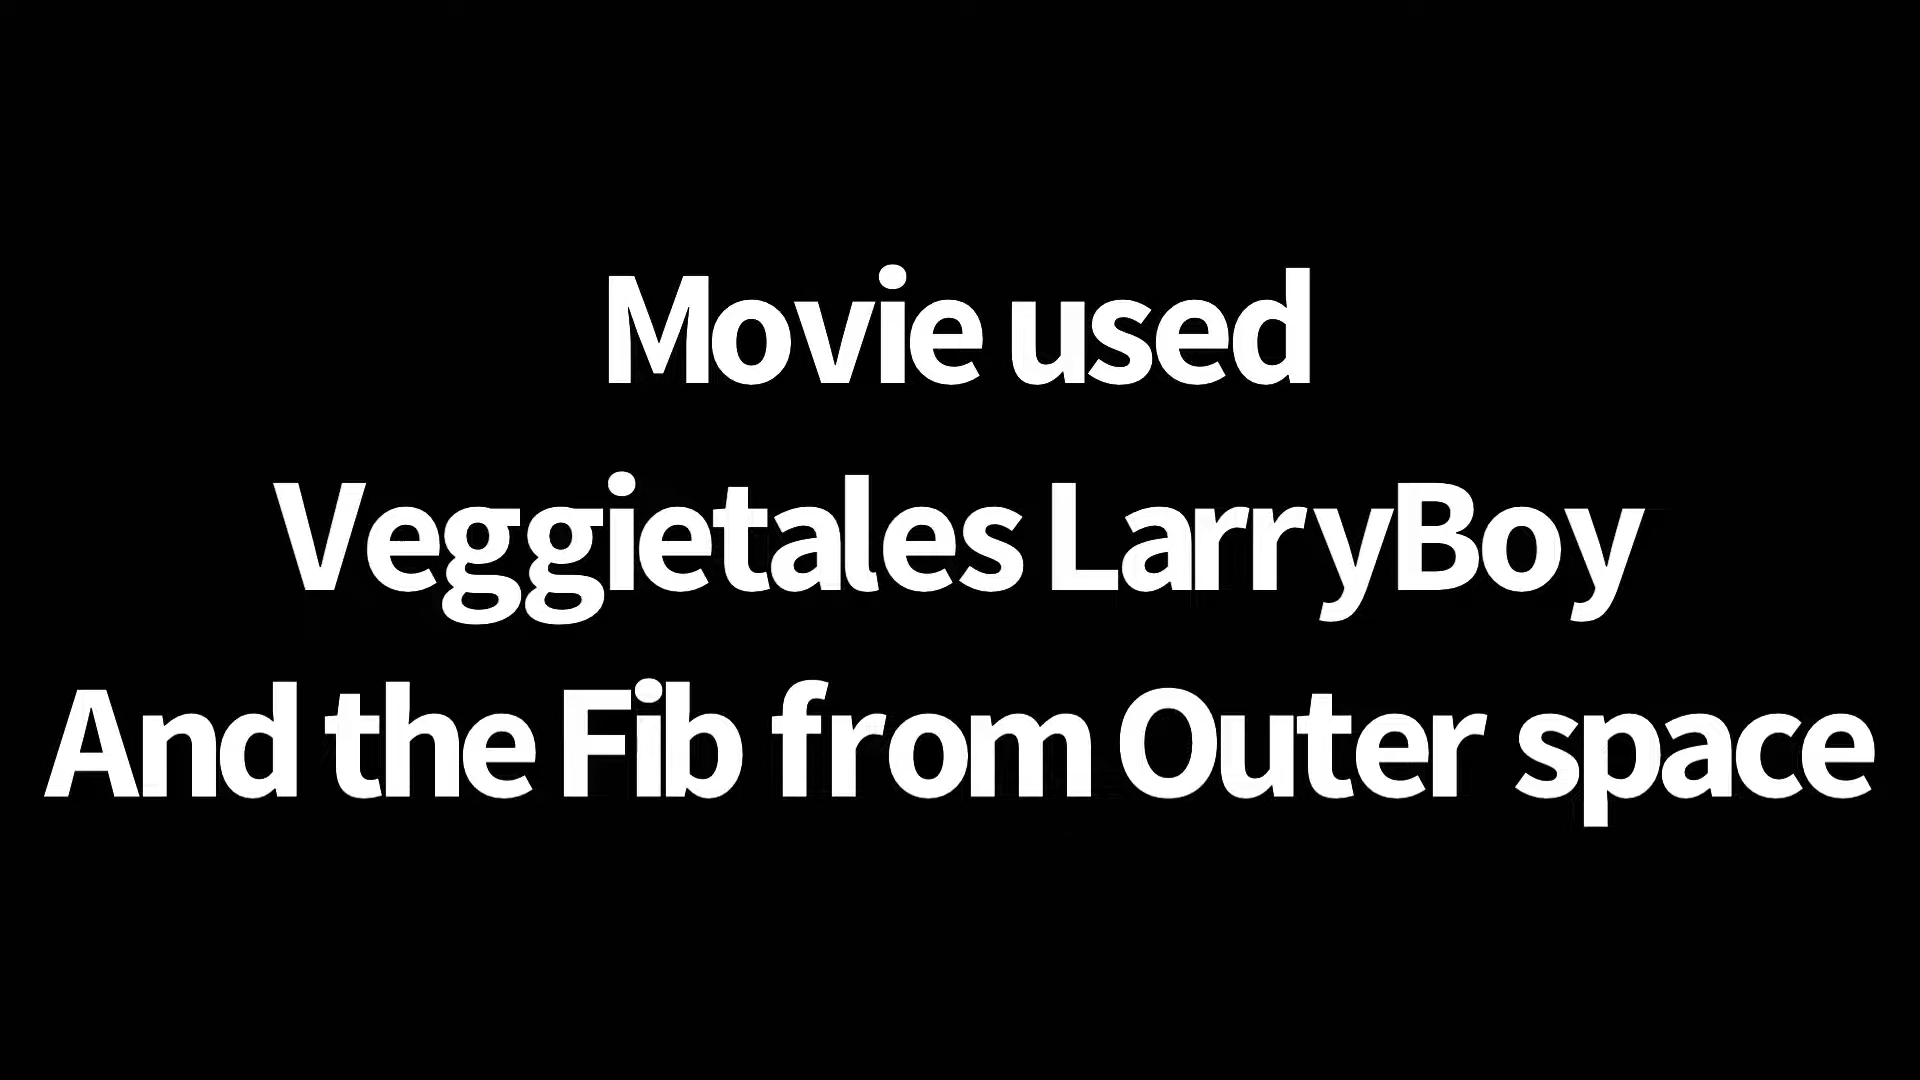 Movie used
Veggietales LarryBoy
And the Fib from Outer space